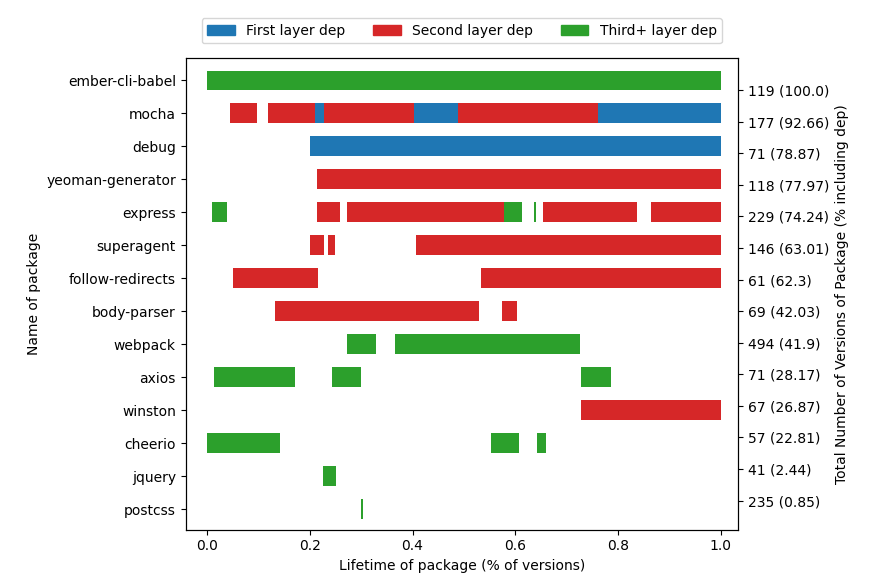 First layer dep
Second layer dep
Third+ layer dep
ember-cli-babel
mocha
debug
yeoman-generator
express
superagent
follow-redirects
body-parser
webpack
axios
winston
cheerio
jquery
postcss
Name of package
119 (100.0)
177 (92.66)
71 (78.87)
118 (77.97)
229 (74.24)
146 (63.01)
61 (62.3)
69 (42.03)
494 (41.9)
71 (28.17)
67 (26.87)
57 (22.81)
41 (2.44)
235 (0.85)
Total Number of Versions of Package (% including dep)
0.0
0.2
0.4
0.6
0.8
1.0
Lifetime of package (% of versions)